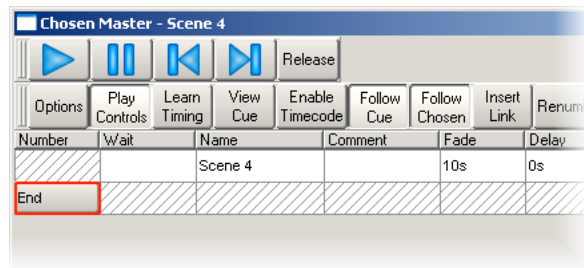 Chosen Master - Scene 4
Release
Options Play Controls Learn Timing View Cue Enable Timecode Follow Cue Follow Chosen Insert Link Renum
Number Wait Name Comment Fade Delay
Scene 4 10s 0s
End